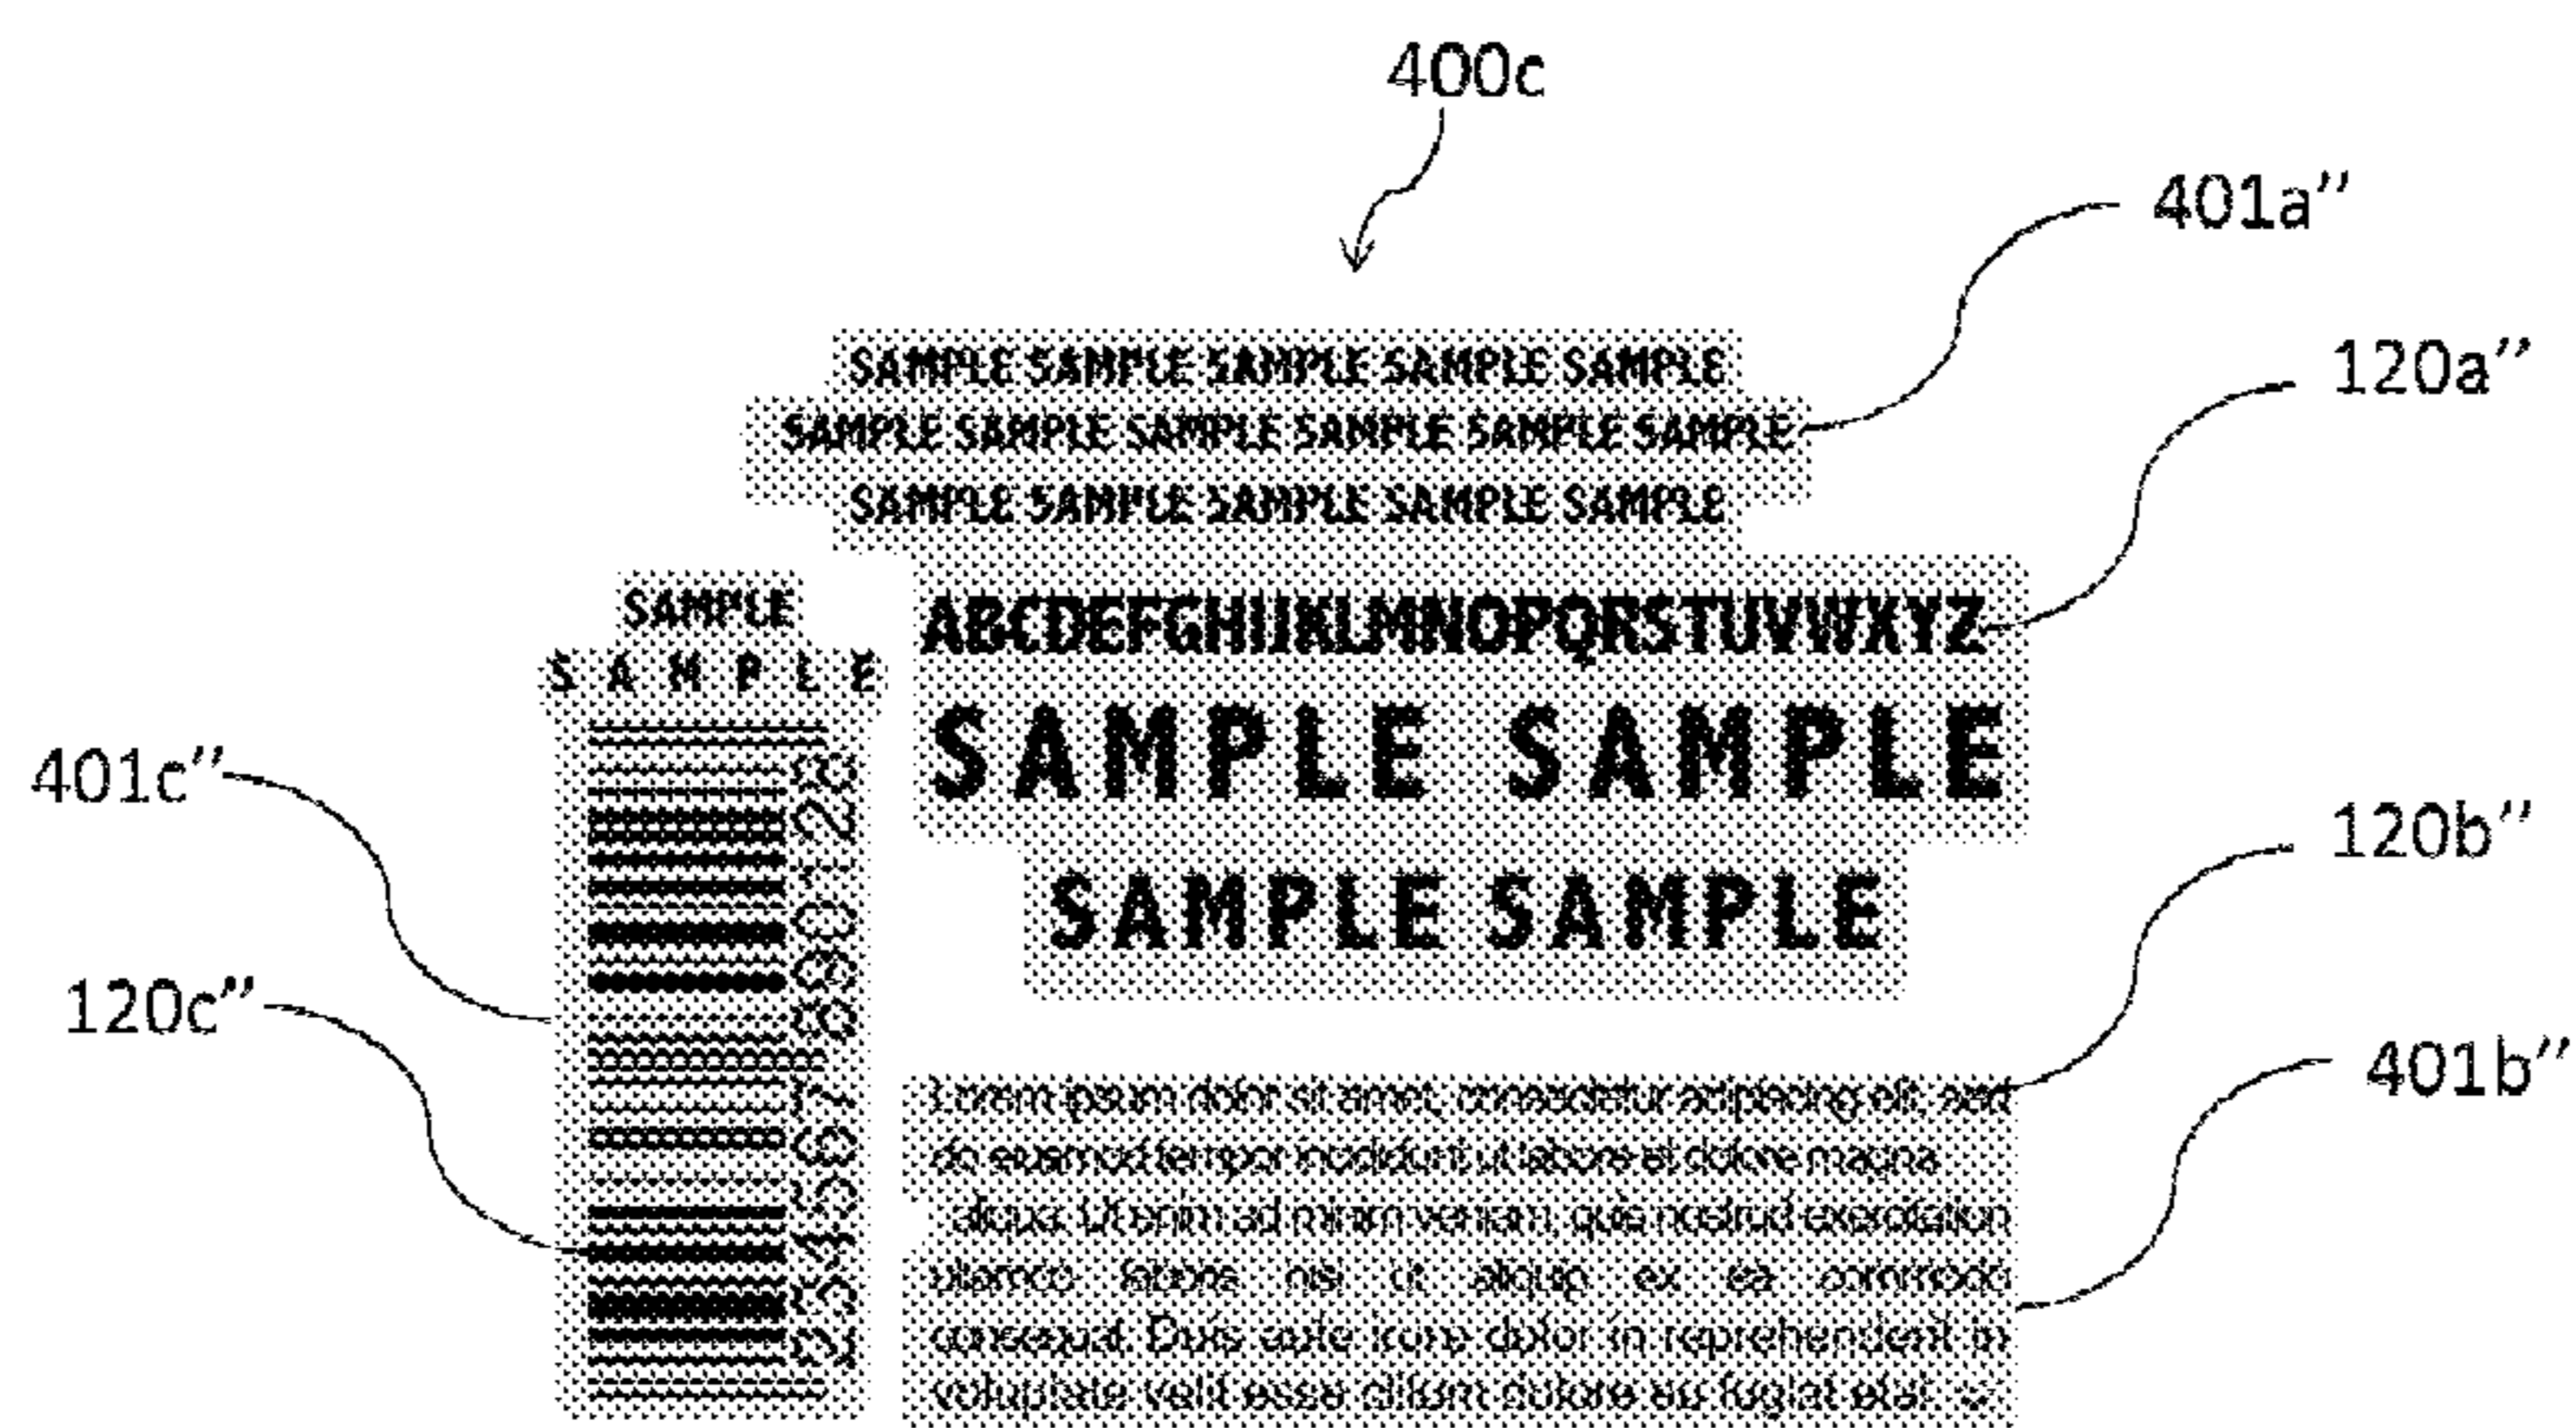 400c
401a”
120a”
SAMPLE SAMPLE SAMPLE SAMPLE SAMPLE
SAMPLE SAMPLE SAMPLE SAMPLE SAMPLE SAMPLE
SAMPLE SAMPLE SAMPLE SAMPLE SAMPLE
ABCDEFGHIJKLMNOPQRSTUVWXYZ
SAMPLE SAMPLE
SAMPLE SAMPLE
SAMPLE
S A M P L E
234567 890128
401c”
120c”
120b”
401b”
Lorem ipsum dolor sit amet, consectetur adipiscing elit, sed
do eiusmod tempor incididunt ut labore et dolore magna
aliqua. Ut enim ad minim veniam, quis nostrud exercitation
ullamco laboris nisi ut aliquip ex ea commodo
consequat. Duis aute irure dolor in reprehenderit in
voluptate velit esse cillum dolore eu fugiat